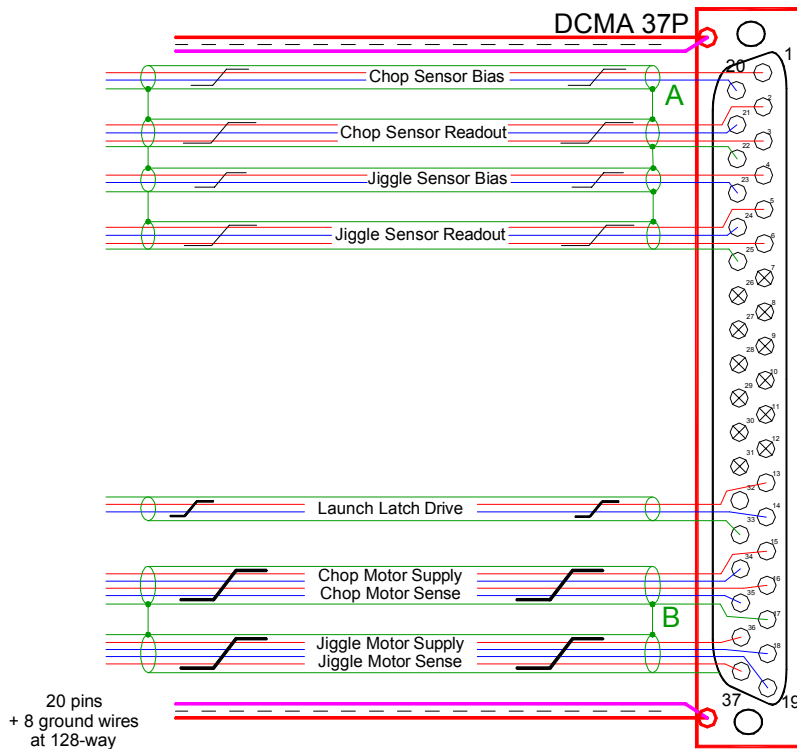 DCMA 37P
1
20
Chop Sensor Bias
A
2
21
Chop Sensor Readout
3
22
4
Jiggle Sensor Bias
23
5
24
Jiggle Sensor Readout
6
25
7
26
8
27
9
28
10
29
11
30
12
31
13
32
Launch Latch Drive
14
33
15
34
Chop Motor Supply
16
Chop Motor Sense
35
B
17
36
Jiggle Motor Supply
18
Jiggle Motor Sense
37
19
20 pins
+ 8 ground wires
at 128-way